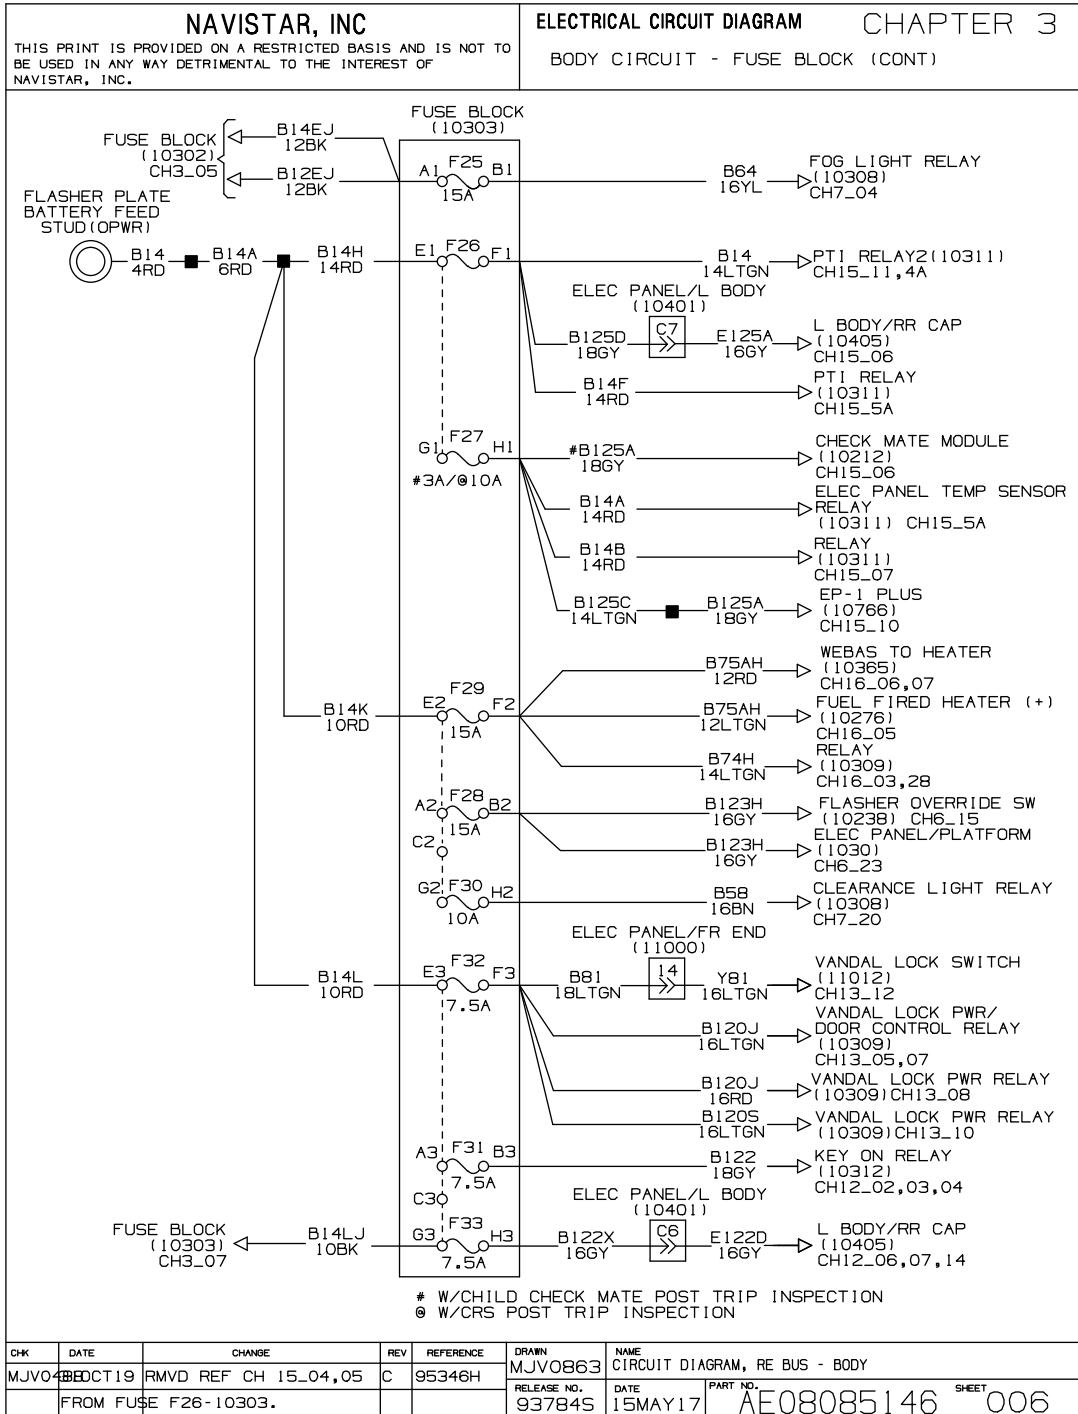 NAVISTAR, INC
THIS PRINT IS PROVIDED ON A RESTRICTED BASIS AND IS NOT TO
BE USED IN ANY WAY DETRIMENTAL TO THE INTEREST OF
NAVISTAR, INC.
ELECTRICAL CIRCUIT DIAGRAM CHAPTER 3
BODY CIRCUIT - FUSE BLOCK (CONT)
FUSE BLOCK
(10303)
FUSE BLOCK
(10302)
CH3_05
B14EJ
12BK
B12EJ
12BK
A1 F25 B1
15A
B64
16YL
FOG LIGHT RELAY
(10308)
CH7_04
FLASHER PLATE
BATTERY FEED
STUD(OPWR)
B14
4RD
B14A
6RD
B14H
14RD
E1 F26 F1
B14
14LTGN
PTI RELAY2(10311)
CH15_11,4A
ELEC PANEL/L BODY
(10401)
B125D
18GY
C7
E125A
16GY
L BODY/RR CAP
(10405)
CH15_06
B14F
14RD
PTI RELAY
(10311)
CH15_5A
G1 F27 H1
#3A/@10A
#B125A
18GY
CHECK MATE MODULE
(10212)
CH15_06
B14A
14RD
ELEC PANEL TEMP SENSOR
RELAY
(10311) CH15_5A
B14B
14RD
RELAY
(10311)
CH15_07
B125C
14LTGN
B125A
18GY
EP-1 PLUS
(10766)
CH15_10
B75AH
12RD
WEBAS TO HEATER
(10365)
CH16_06,07
B14K
10RD
E2 F29 F2
15A
B75AH
12LTGN
FUEL FIRED HEATER (+)
(10276)
CH16_05
B74H
14LTGN
RELAY
(10309)
CH16_03,28
A2 F28 B2
15A
C2
B123H
16GY
FLASHER OVERRIDE SW
(10238) CH6_15
B123H
16GY
ELEC PANEL/PLATFORM
(1030)
CH6_23
G2 F30 H2
10A
B58
16BN
CLEARANCE LIGHT RELAY
(10308)
CH7_20
ELEC PANEL/FR END
(11000)
B14L
10RD
E3 F32 F3
7.5A
B81
18LTGN
14
Y81
16LTGN
VANDAL LOCK SWITCH
(11012)
CH13_12
B120J
16LTGN
VANDAL LOCK PWR/
DOOR CONTROL RELAY
(10309)
CH13_05,07
B120J
16RD
VANDAL LOCK PWR RELAY
(10309)CH13_08
B120S
16LTGN
VANDAL LOCK PWR RELAY
(10309)CH13_10
A3 F31 B3
7.5A
C3
B122
18GY
KEY ON RELAY
(10312)
CH12_02,03,04
ELEC PANEL/L BODY
(10401)
FUSE BLOCK
(10303)
CH3_07
B14LJ
10BK
G3 F33 H3
7.5A
B122X
16GY
C6
E122D
16GY
L BODY/RR CAP
(10405)
CH12_06,07,14
# W/CHILD CHECK MATE POST TRIP INSPECTION
@ W/CRS POST TRIP INSPECTION
CHK DATE CHANGE REV REFERENCE
RMVD REF CH 15_04,05 C 95346H
FROM FUSE F26-10303.
DRAWN
MJV0863
NAME
CIRCUIT DIAGRAM, RE BUS - BODY
RELEASE NO.
93784S
DATE
15MAY17
PART NO.
AE08085146
SHEET
006